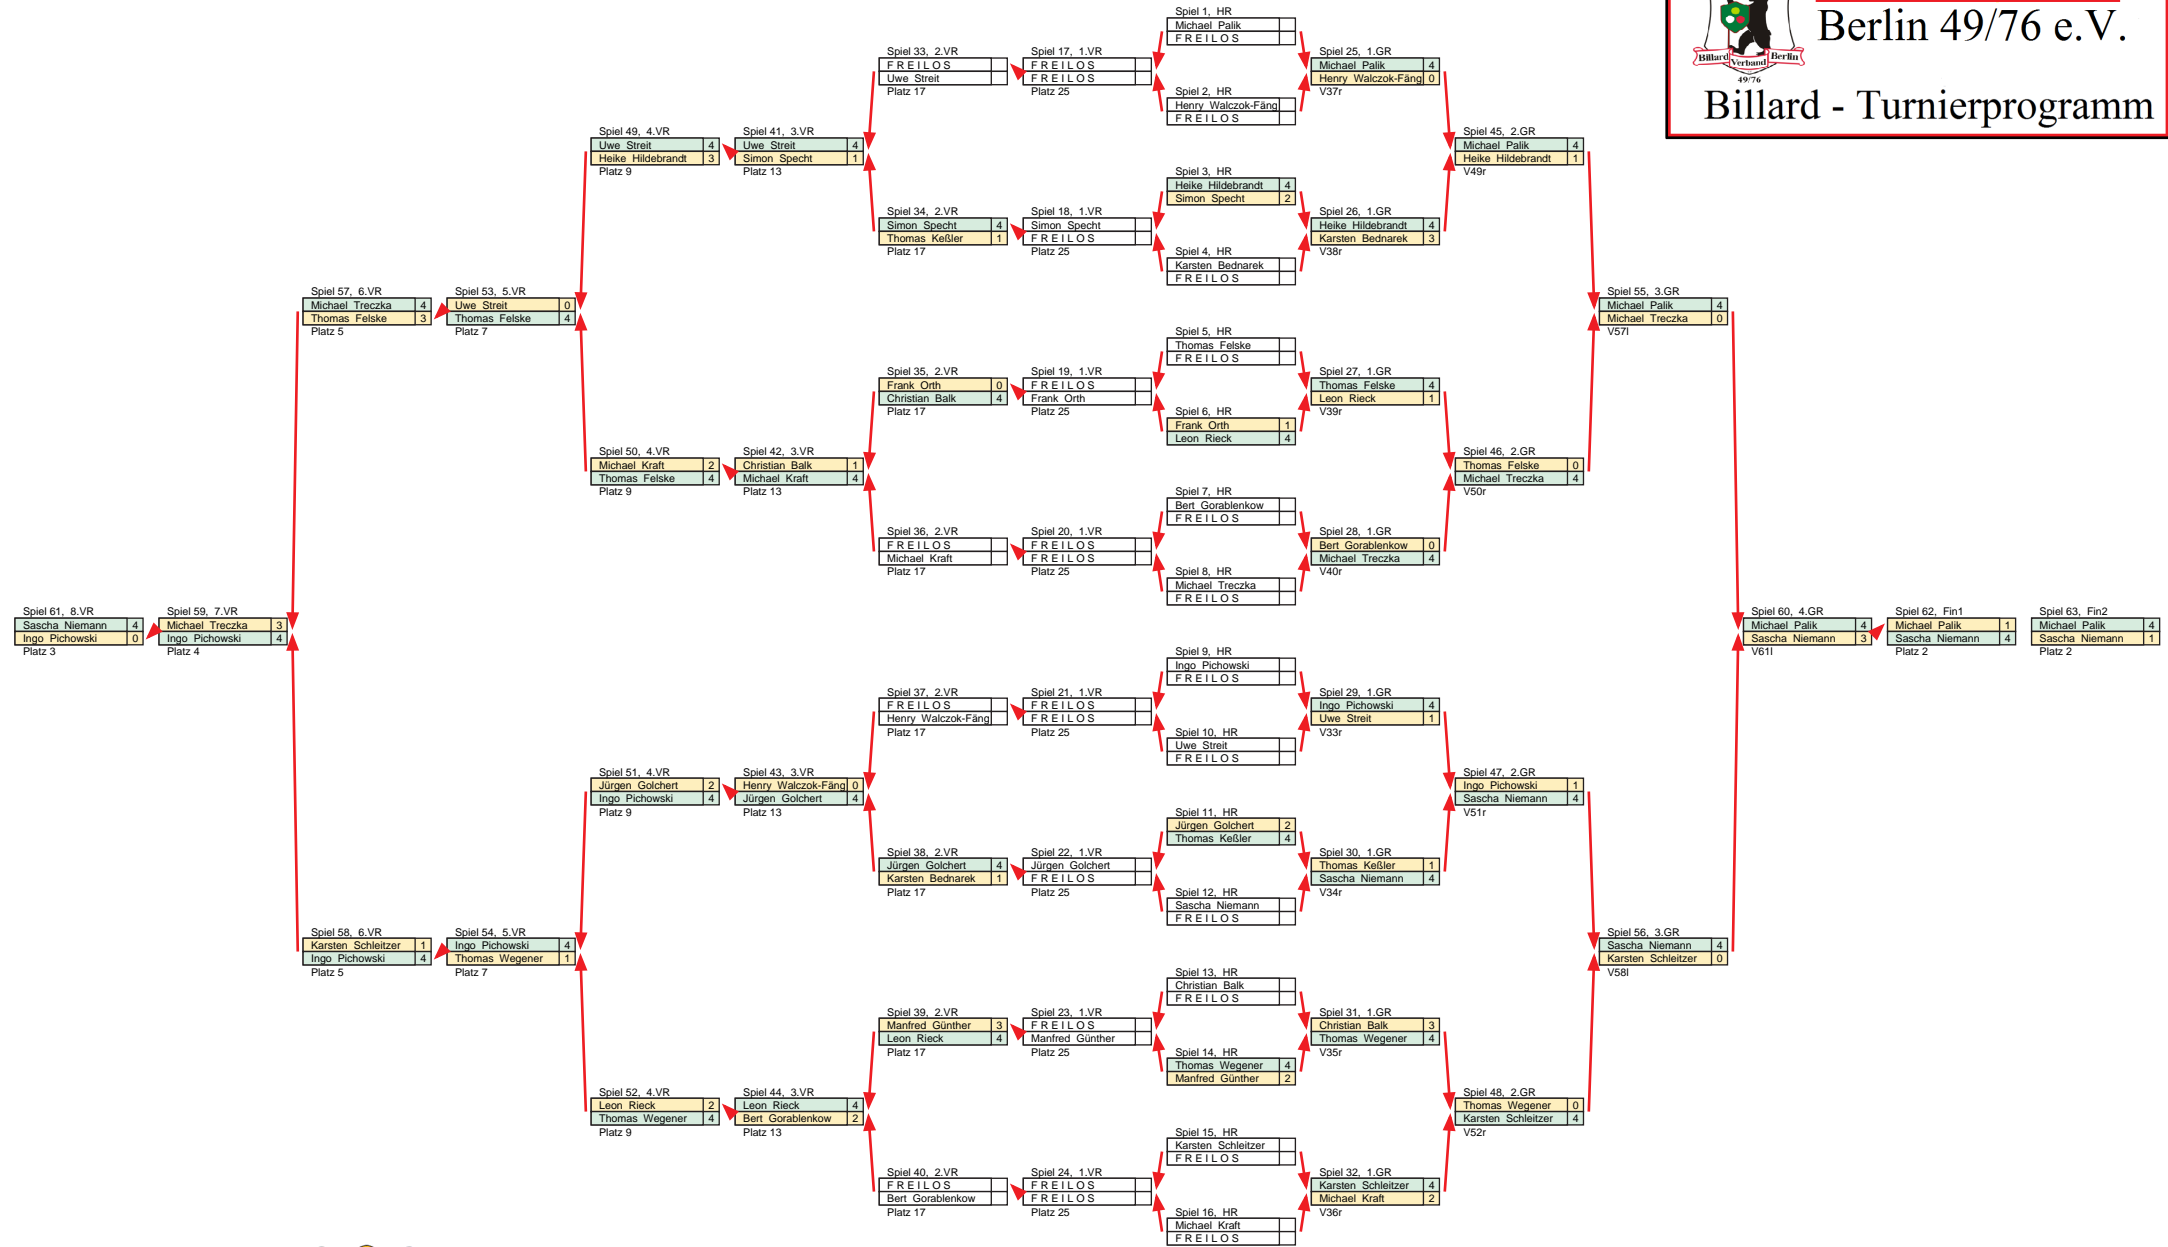 Berlin 49/76 e.V.
Billard Verband Berlin
49/76
Billard - Turnierprogramm
Spiel 61, 8.VR
Sascha Niemann 4
Ingo Pichowski 0
Platz 3
Spiel 59, 7.VR
Michael Treczka 3
Ingo Pichowski 4
Platz 4
Spiel 57, 6.VR
Michael Treczka 4
Thomas Felske 3
Platz 5
Spiel 58, 6.VR
Karsten Schleitzer 1
Ingo Pichowski 4
Platz 5
Spiel 53, 5.VR
Uwe Streit 0
Thomas Felske 4
Platz 7
Spiel 54, 5.VR
Ingo Pichowski 4
Thomas Wegener 1
Platz 7
Spiel 49, 4.VR
Uwe Streit 4
Heike Hildebrandt 3
Platz 9
Spiel 50, 4.VR
Michael Kraft 2
Thomas Felske 4
Platz 9
Spiel 51, 4.VR
Jürgen Golchert 2
Ingo Pichowski 4
Platz 9
Spiel 52, 4.VR
Leon Rieck 2
Thomas Wegener 4
Platz 9
Spiel 41, 3.VR
Uwe Streit 4
Simon Specht 1
Platz 13
Spiel 42, 3.VR
Christian Balk 1
Michael Kraft 4
Platz 13
Spiel 43, 3.VR
Henry Walczok-Fäng 0
Jürgen Golchert 4
Platz 13
Spiel 44, 3.VR
Leon Rieck 4
Bert Gorablenkow 2
Platz 13
Spiel 33, 2.VR
F R E I L O S
Uwe Streit
Platz 17
Spiel 34, 2.VR
Simon Specht 4
Thomas Keßler 1
Platz 17
Spiel 35, 2.VR
Frank Orth 0
Christian Balk 4
Platz 17
Spiel 36, 2.VR
F R E I L O S
Michael Kraft
Platz 17
Spiel 37, 2.VR
F R E I L O S
Henry Walczok-Fäng
Platz 17
Spiel 38, 2.VR
Jürgen Golchert 4
Karsten Bednarek 1
Platz 17
Spiel 39, 2.VR
Manfred Günther 3
Leon Rieck 4
Platz 17
Spiel 40, 2.VR
F R E I L O S
Bert Gorablenkow
Platz 17
Spiel 17, 1.VR
F R E I L O S
F R E I L O S
Platz 25
Spiel 18, 1.VR
Simon Specht
F R E I L O S
Platz 25
Spiel 19, 1.VR
F R E I L O S
Frank Orth
Platz 25
Spiel 20, 1.VR
F R E I L O S
F R E I L O S
Platz 25
Spiel 21, 1.VR
F R E I L O S
F R E I L O S
Platz 25
Spiel 22, 1.VR
Jürgen Golchert
F R E I L O S
Platz 25
Spiel 23, 1.VR
F R E I L O S
Manfred Günther
Platz 25
Spiel 24, 1.VR
F R E I L O S
F R E I L O S
Platz 25
Spiel 1, HR
Michael Palik
F R E I L O S
Spiel 2, HR
Henry Walczok-Fäng
F R E I L O S
Spiel 3, HR
Heike Hildebrandt 4
Simon Specht 2
Spiel 4, HR
Karsten Bednarek
F R E I L O S
Spiel 5, HR
Thomas Felske
F R E I L O S
Spiel 6, HR
Frank Orth 1
Leon Rieck 4
Spiel 7, HR
Bert Gorablenkow
F R E I L O S
Spiel 8, HR
Michael Treczka
F R E I L O S
Spiel 9, HR
Ingo Pichowski
F R E I L O S
Spiel 10, HR
Uwe Streit
F R E I L O S
Spiel 11, HR
Jürgen Golchert 2
Thomas Keßler 4
Spiel 12, HR
Sascha Niemann
F R E I L O S
Spiel 13, HR
Christian Balk
F R E I L O S
Spiel 14, HR
Thomas Wegener 4
Manfred Günther 2
Spiel 15, HR
Karsten Schleitzer
F R E I L O S
Spiel 16, HR
Michael Kraft
F R E I L O S
Spiel 25, 1.GR
Michael Palik 4
Henry Walczok-Fäng 0
V37r
Spiel 26, 1.GR
Heike Hildebrandt 4
Karsten Bednarek 3
V38r
Spiel 27, 1.GR
Thomas Felske 4
Leon Rieck 1
V39r
Spiel 28, 1.GR
Bert Gorablenkow 0
Michael Treczka 4
V40r
Spiel 29, 1.GR
Ingo Pichowski 4
Uwe Streit 1
V33r
Spiel 30, 1.GR
Thomas Keßler 1
Sascha Niemann 4
V34r
Spiel 31, 1.GR
Christian Balk 3
Thomas Wegener 4
V35r
Spiel 32, 1.GR
Karsten Schleitzer 4
Michael Kraft 2
V36r
Spiel 45, 2.GR
Michael Palik 4
Heike Hildebrandt 1
V49r
Spiel 46, 2.GR
Thomas Felske 0
Michael Treczka 4
V50r
Spiel 47, 2.GR
Ingo Pichowski 1
Sascha Niemann 4
V51r
Spiel 48, 2.GR
Thomas Wegener 0
Karsten Schleitzer 4
V52r
Spiel 55, 3.GR
Michael Palik 4
Michael Treczka 0
V57l
Spiel 56, 3.GR
Sascha Niemann 4
Karsten Schleitzer 0
V58l
Spiel 60, 4.GR
Michael Palik 4
Sascha Niemann 3
V61l
Spiel 62, Fin1
Michael Palik 1
Sascha Niemann 4
Platz 2
Spiel 63, Fin2
Michael Palik 4
Sascha Niemann 1
Platz 2